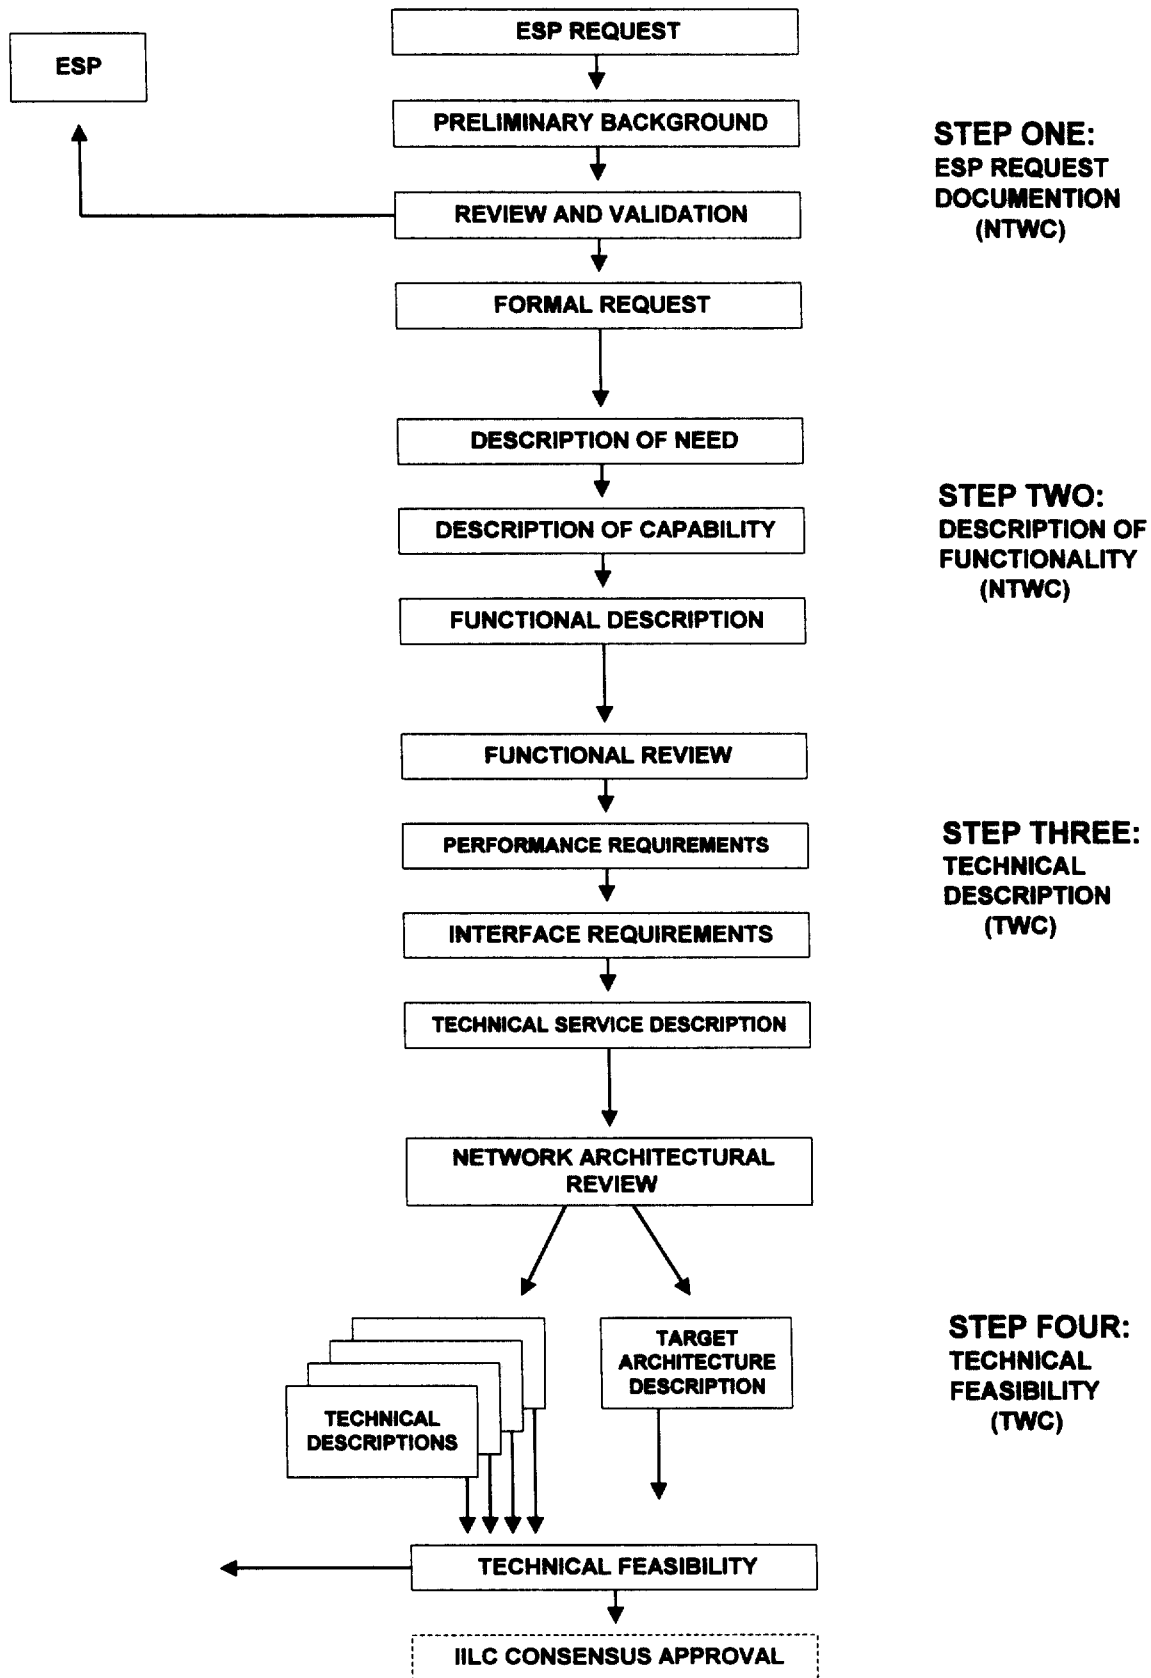 ESP REQUEST
ESP
PRELIMINARY BACKGROUND
REVIEW AND VALIDATION
FORMAL REQUEST
STEP ONE:
ESP REQUEST
DOCUMENTION
(NTWC)
DESCRIPTION OF NEED
DESCRIPTION OF CAPABILITY
FUNCTIONAL DESCRIPTION
STEP TWO:
DESCRIPTION OF
FUNCTIONALITY
(NTWC)
FUNCTIONAL REVIEW
PERFORMANCE REQUIREMENTS
INTERFACE REQUIREMENTS
TECHNICAL SERVICE DESCRIPTION
STEP THREE:
TECHNICAL
DESCRIPTION
(TWC)
NETWORK ARCHITECTURAL
REVIEW
TECHNICAL
DESCRIPTIONS
TARGET
ARCHITECTURE
DESCRIPTION
STEP FOUR:
TECHNICAL
FEASIBILITY
(TWC)
TECHNICAL FEASIBILITY
IILC CONSENSUS APPROVAL